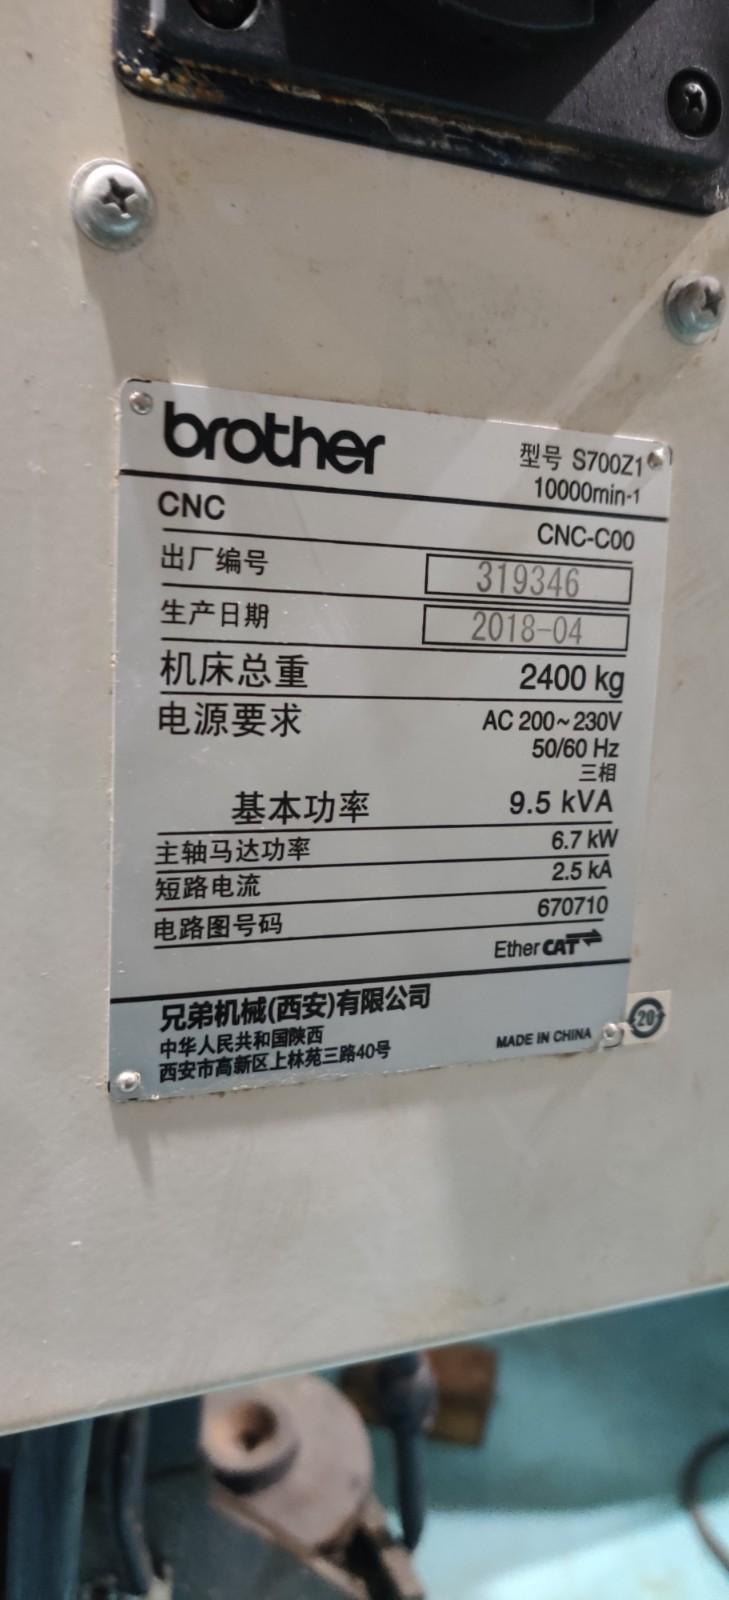 brother
型号 S700Z1
10000min-1
CNC CNC-C00
出厂编号 319346
生产日期 2018-04
机床总重 2400 kg
电源要求 AC 200~230V
50/60 Hz
三相
基本功率 9.5 kVA
主轴马达功率 6.7 kW
短路电流 2.5 kA
电路图号码 670710
EtherCAT
兄弟机械(西安)有限公司
中华人民共和国陕西
西安市高新区上林苑三路40号
MADE IN CHINA
20